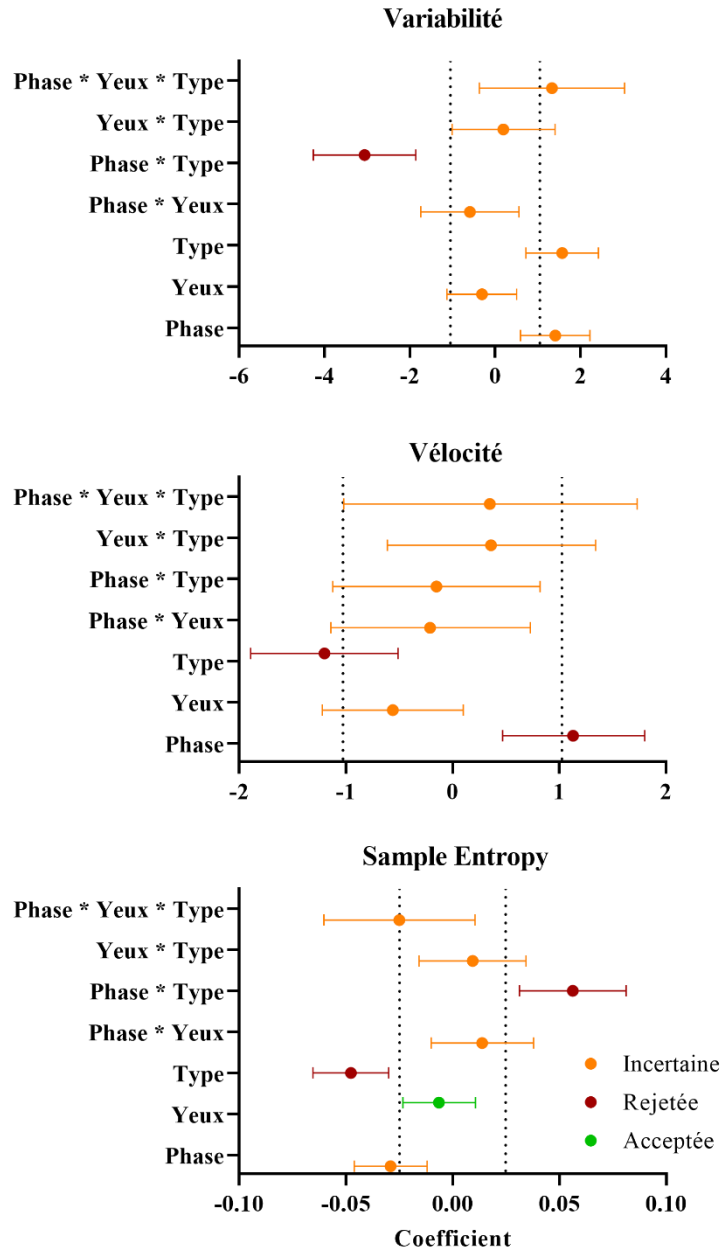 Variabilité
Phase * Yeux * Type
Yeux * Type
Phase * Type
Phase * Yeux
Type
Yeux
Phase
-6 -4 -2 0 2 4
Vélocité
Phase * Yeux * Type
Yeux * Type
Phase * Type
Phase * Yeux
Type
Yeux
Phase
-2 -1 0 1 2
Sample Entropy
Phase * Yeux * Type
Yeux * Type
Phase * Type
Phase * Yeux
Type
Yeux
Phase
Incertaine
Rejetée
Acceptée
-0.10 -0.05 0.00 0.05 0.10
Coefficient